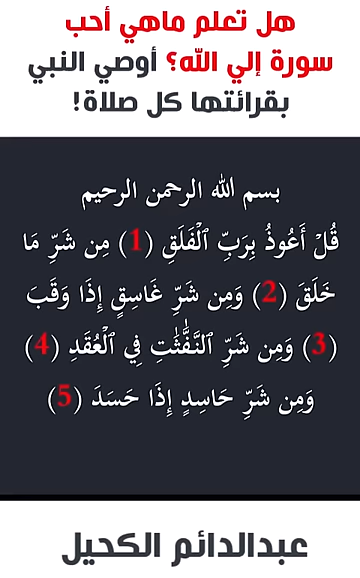 هل تعلم ماهي أحب
سورة إلي الله؟ أوصي النبي
بقرائتها كل صلاة!
بسم الله الرحمن الرحيم
قُلْ أَعُوذُ بِرَبِّ ٱلْفَلَقِ (1) مِن شَرِّ مَا
خَلَقَ (2) وَمِن شَرِّ غَاسِقٍ إِذَا وَقَبَ
(3) وَمِن شَرِّ ٱلنَّفَّٰثَٰتِ فِي ٱلْعُقَدِ (4)
وَمِن شَرِّ حَاسِدٍ إِذَا حَسَدَ (5)
عبدالدائم الكحيل